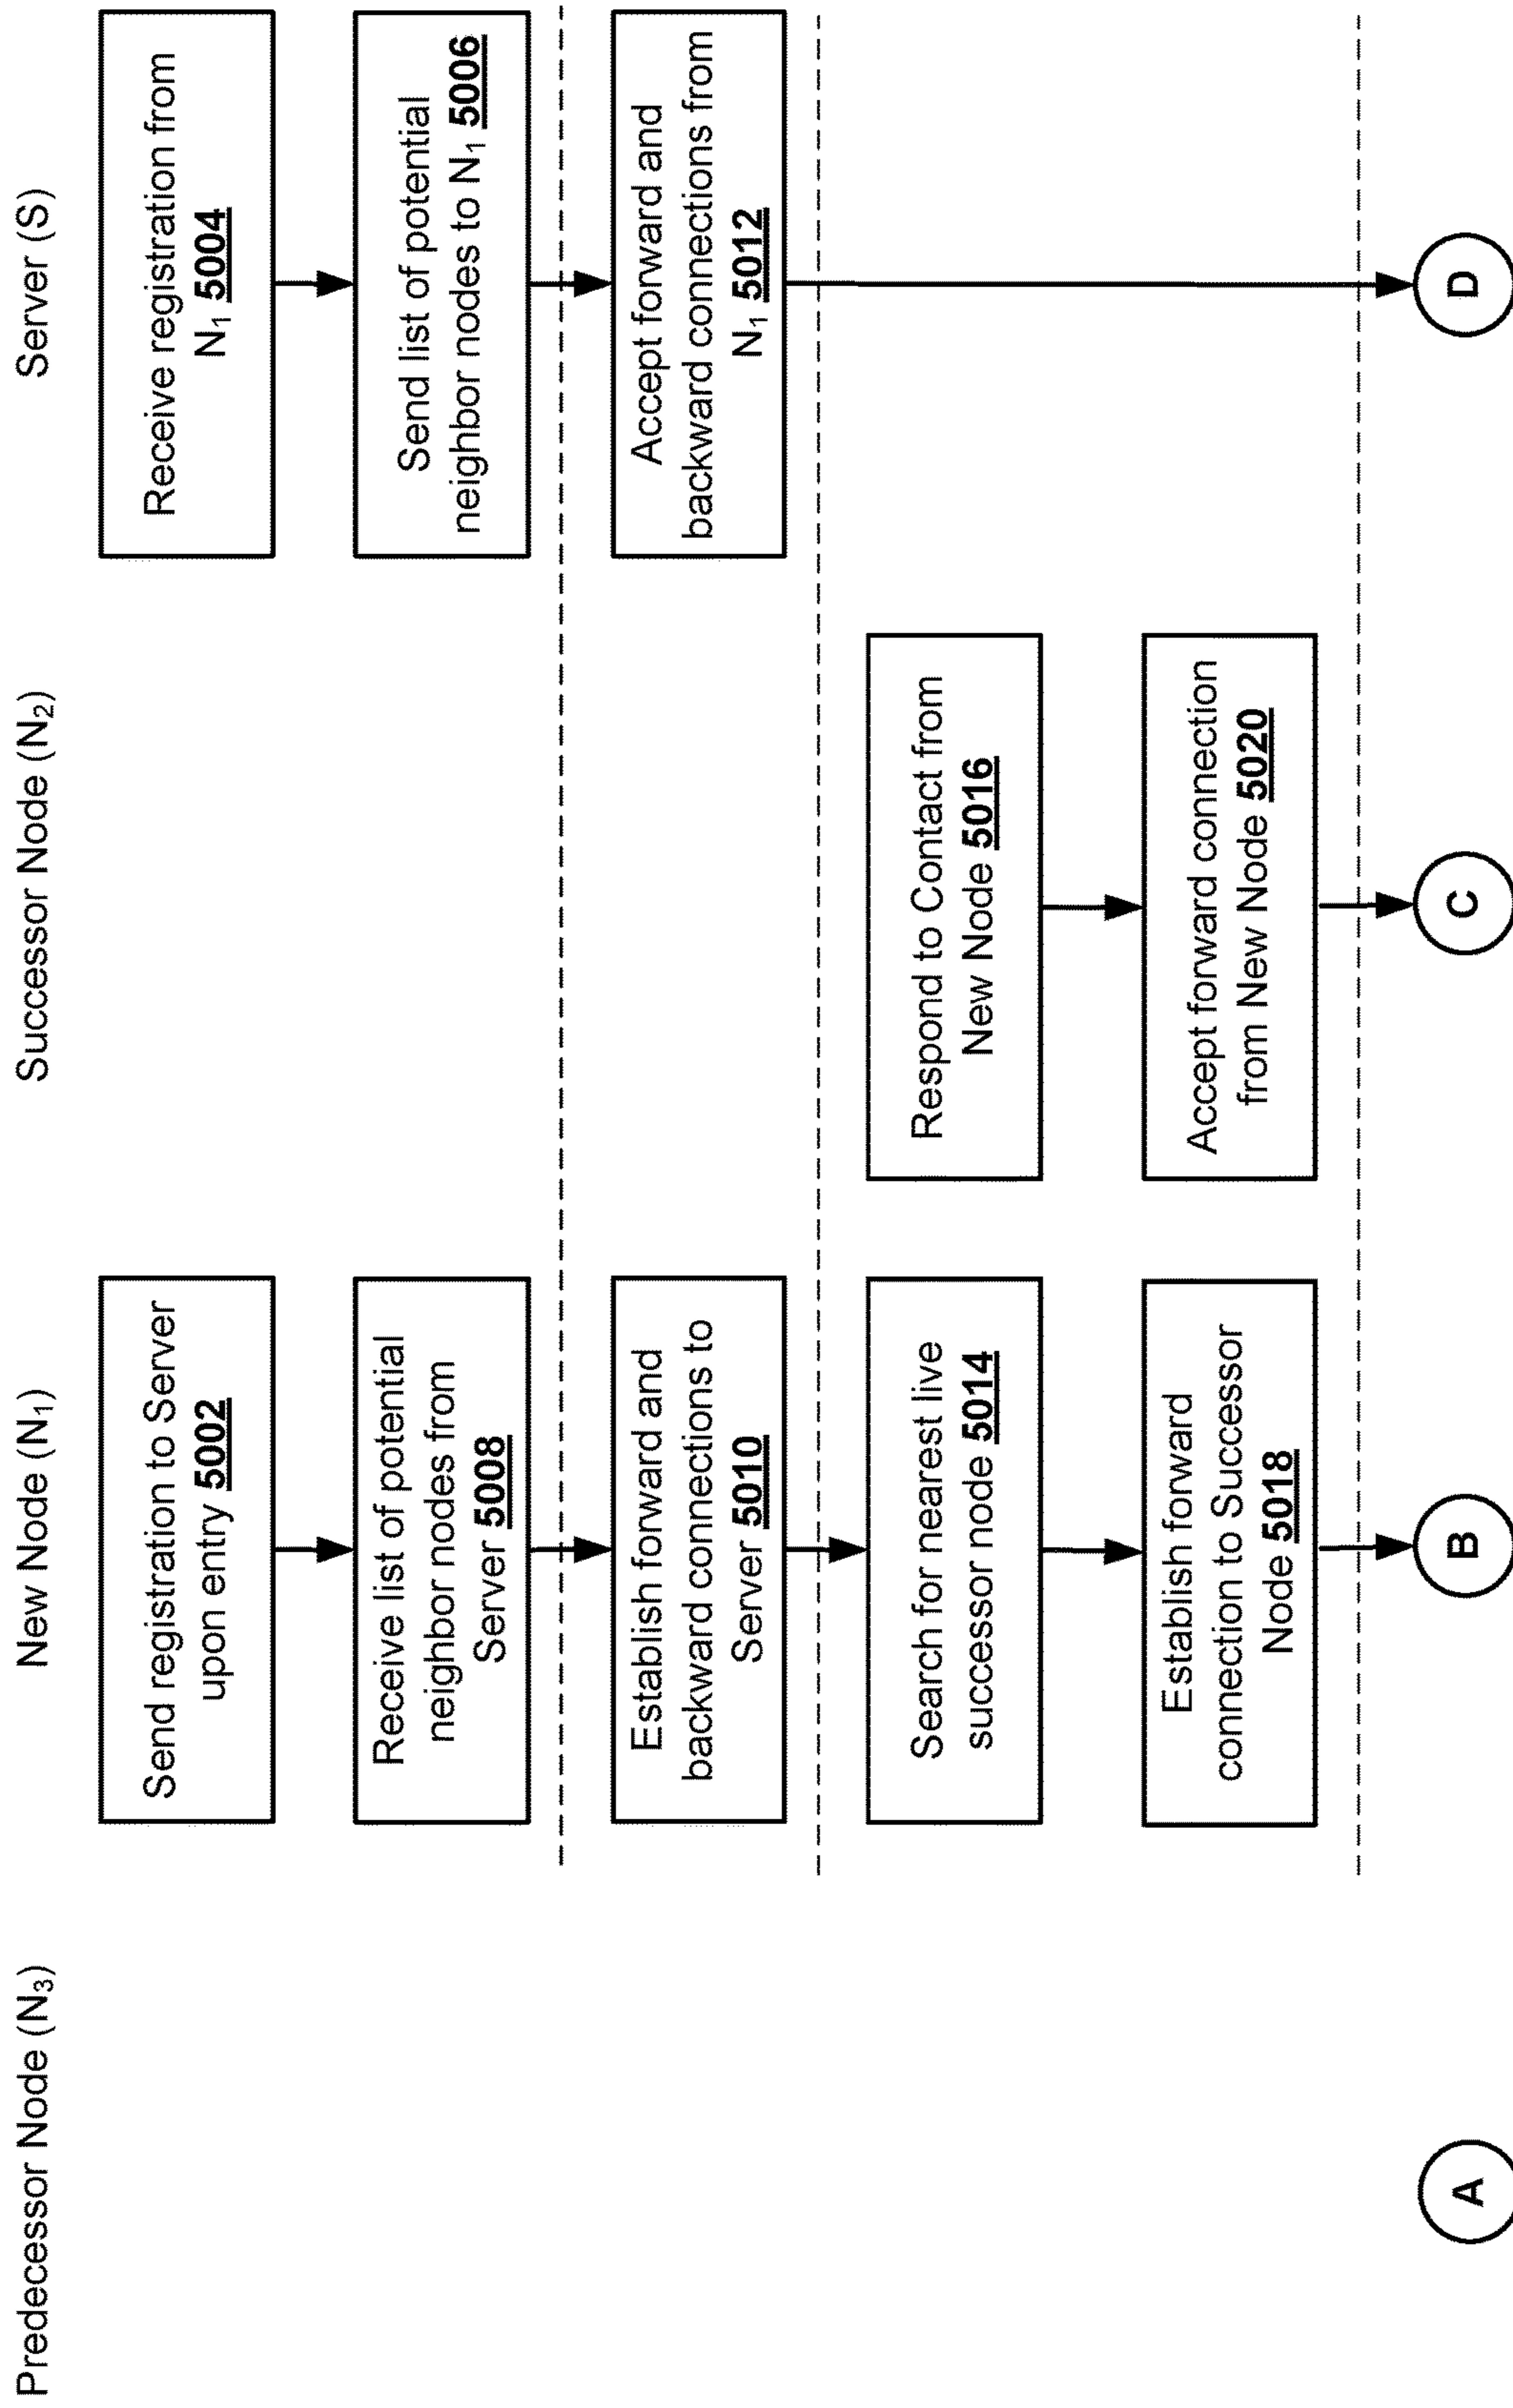 Predecessor Node (N₃)
New Node (N₁)
Successor Node (N₂)
Server (S)
Send registration to Server
upon entry 5002
Receive registration from
N₁ 5004
Receive list of potential
neighbor nodes from
Server 5008
Send list of potential
neighbor nodes to N₁ 5006
Establish forward and
backward connections to
Server 5010
Accept forward and
backward connections from
N₁ 5012
Search for nearest live
successor node 5014
Respond to Contact from
New Node 5016
Establish forward
connection to Successor
Node 5018
Accept forward connection
from New Node 5020
A
B
C
D